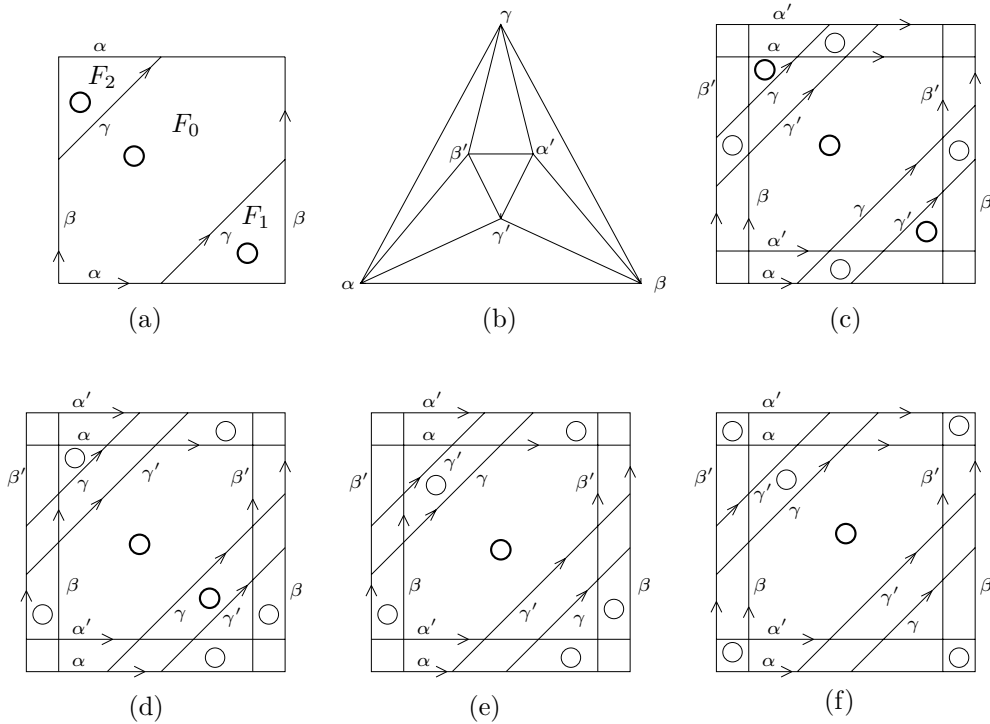 α
F₂
γ
F₀
β
F₁
γ
β
α
(a)
γ
β′
α′
γ′
α
β
(b)
α′
α
β′
γ
γ′
β′
β
γ
γ′
β
α′
α
(c)
α′
α
β′
γ
γ′
β′
β
γ
γ′
β
α′
α
(d)
α′
α
γ′
β′
γ
β′
β
γ′
γ
β
α′
α
(e)
α′
α
β′
γ′
γ
β′
β
γ′
γ
β
α′
α
(f)